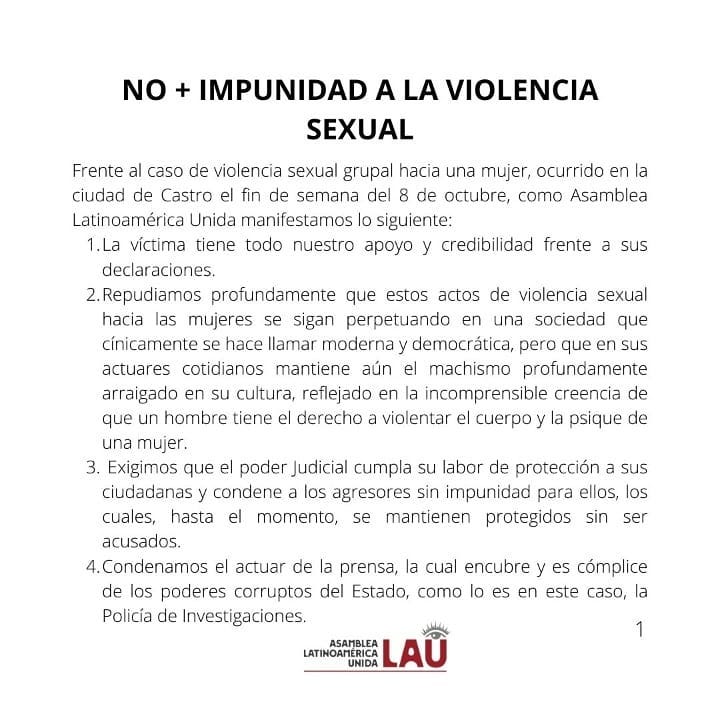 NO + IMPUNIDAD A LA VIOLENCIA
SEXUAL
Frente al caso de violencia sexual grupal hacia una mujer, ocurrido en la
ciudad de Castro el fin de semana del 8 de octubre, como Asamblea
Latinoamérica Unida manifestamos lo siguiente:
1. La víctima tiene todo nuestro apoyo y credibilidad frente a sus
declaraciones.
2. Repudiamos profundamente que estos actos de violencia sexual
hacia las mujeres se sigan perpetuando en una sociedad que
cínicamente se hace llamar moderna y democrática, pero que en sus
actuares cotidianos mantiene aún el machismo profundamente
arraigado en su cultura, reflejado en la incomprensible creencia de
que un hombre tiene el derecho a violentar el cuerpo y la psique de
una mujer.
3. Exigimos que el poder Judicial cumpla su labor de protección a sus
ciudadanas y condene a los agresores sin impunidad para ellos, los
cuales, hasta el momento, se mantienen protegidos sin ser
acusados.
4. Condenamos el actuar de la prensa, la cual encubre y es cómplice
de los poderes corruptos del Estado, como lo es en este caso, la
Policía de Investigaciones.
1
ASAMBLEA
LATINOAMÉRICA
UNIDA
LAU